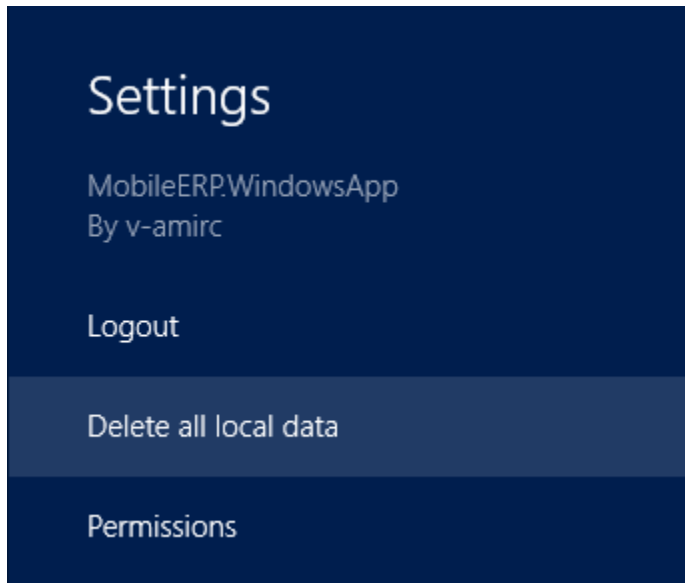 Settings
MobileERP.WindowsApp
By v-amirc
Logout
Delete all local data
Permissions